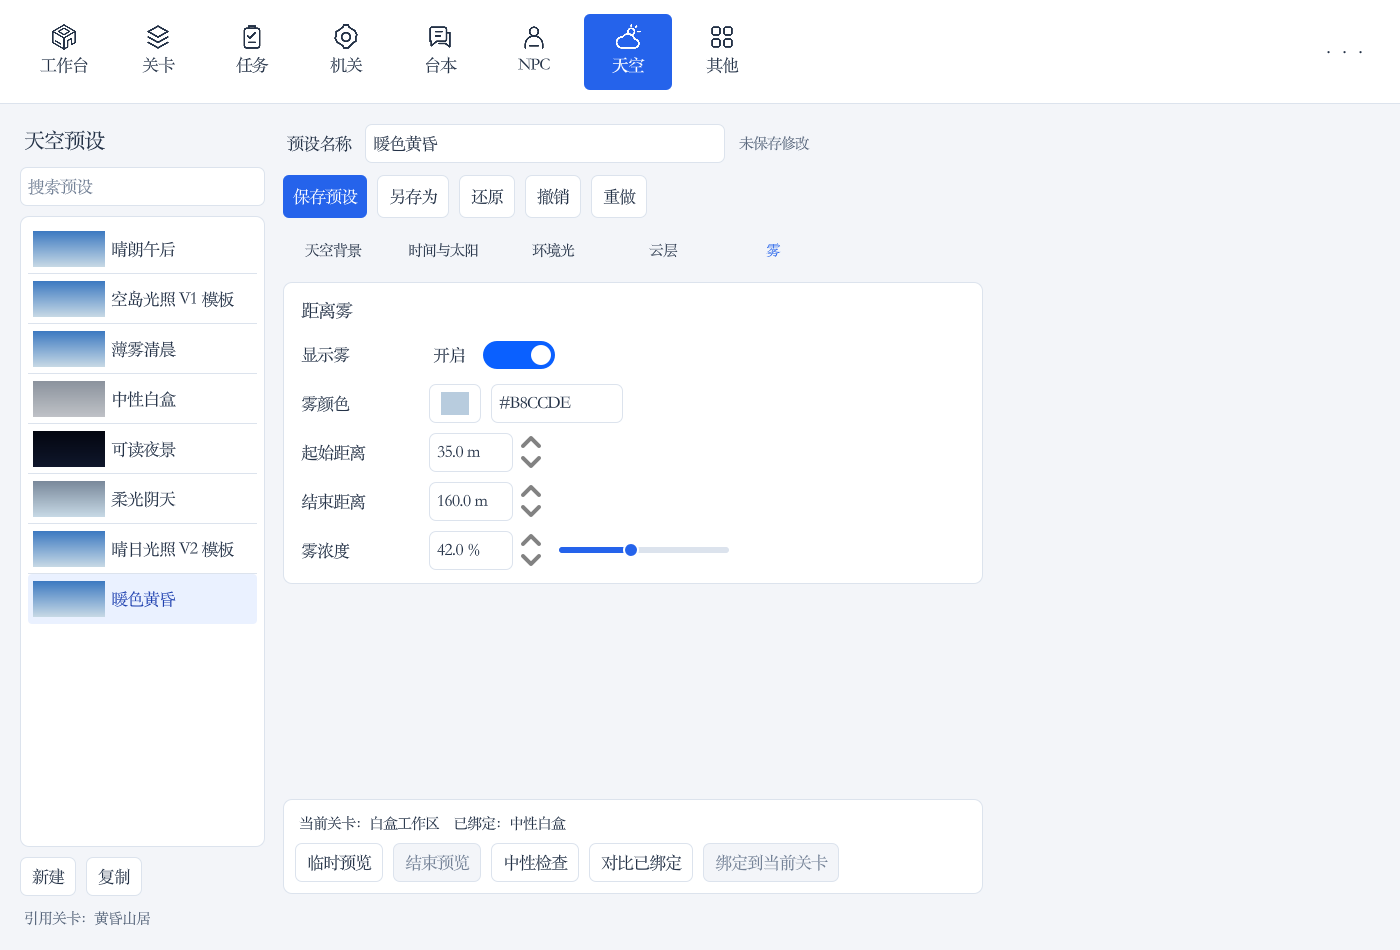 工作台 关卡 任务 机关 台本 NPC 天空 其他
. . .
天空预设
搜索预设
晴朗午后
空岛光照 V1 模板
薄雾清晨
中性白盒
可读夜景
柔光阴天
晴日光照 V2 模板
暖色黄昏
新建 复制
引用关卡：黄昏山居
预设名称 暖色黄昏 未保存修改
保存预设 另存为 还原 撤销 重做
天空背景 时间与太阳 环境光 云层 雾
距离雾
显示雾 开启
雾颜色 #B8CCDE
起始距离 35.0 m
结束距离 160.0 m
雾浓度 42.0 %
当前关卡：白盒工作区 已绑定：中性白盒
临时预览 结束预览 中性检查 对比已绑定 绑定到当前关卡